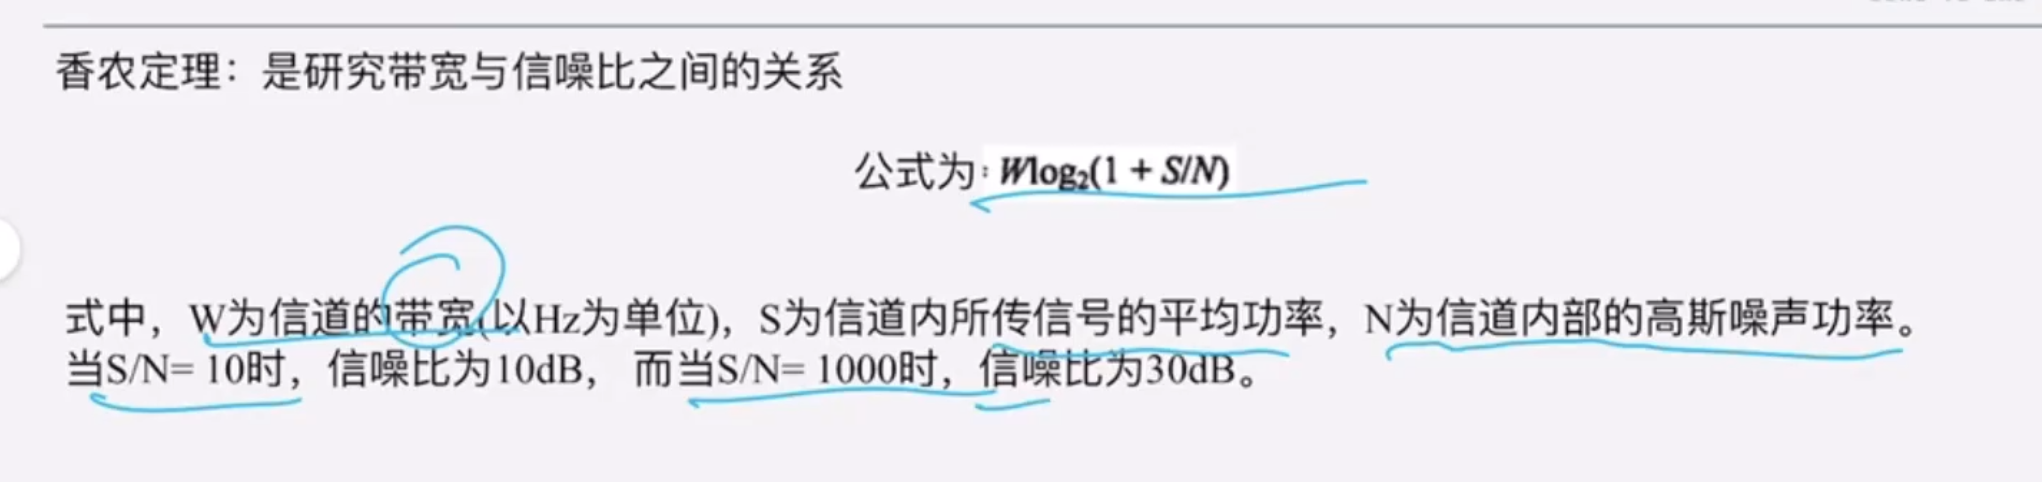 香农定理：是研究带宽与信噪比之间的关系
公式为：Wlog₂(1 + S/N)
式中，W为信道的带宽(以Hz为单位)，S为信道内所传信号的平均功率，N为信道内部的高斯噪声功率。
当S/N= 10时，信噪比为10dB， 而当S/N= 1000时，信噪比为30dB。